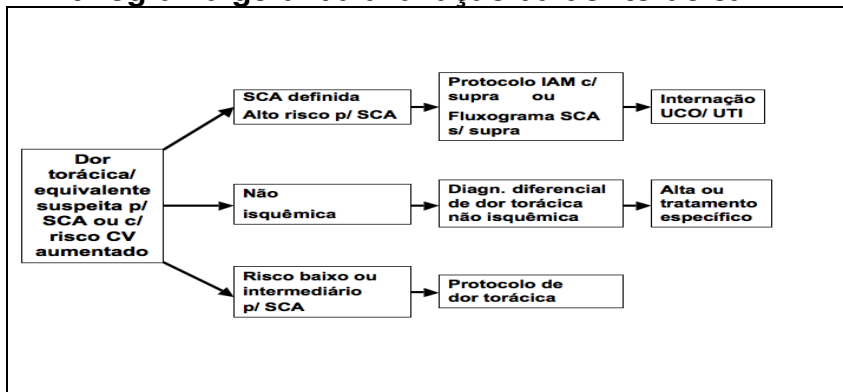 SCA definida
Alto risco p/ SCA
Protocolo IAM c/
supra ou
Fluxograma SCA
s/ supra
Internação
UCO/ UTI
Dor
torácica/
equivalente
suspeita p/
SCA ou c/
risco CV
aumentado
Não
isquêmica
Diagn. diferencial
de dor torácica
não isquêmica
Alta ou
tratamento
específico
Risco baixo ou
intermediário
p/ SCA
Protocolo de
dor torácica